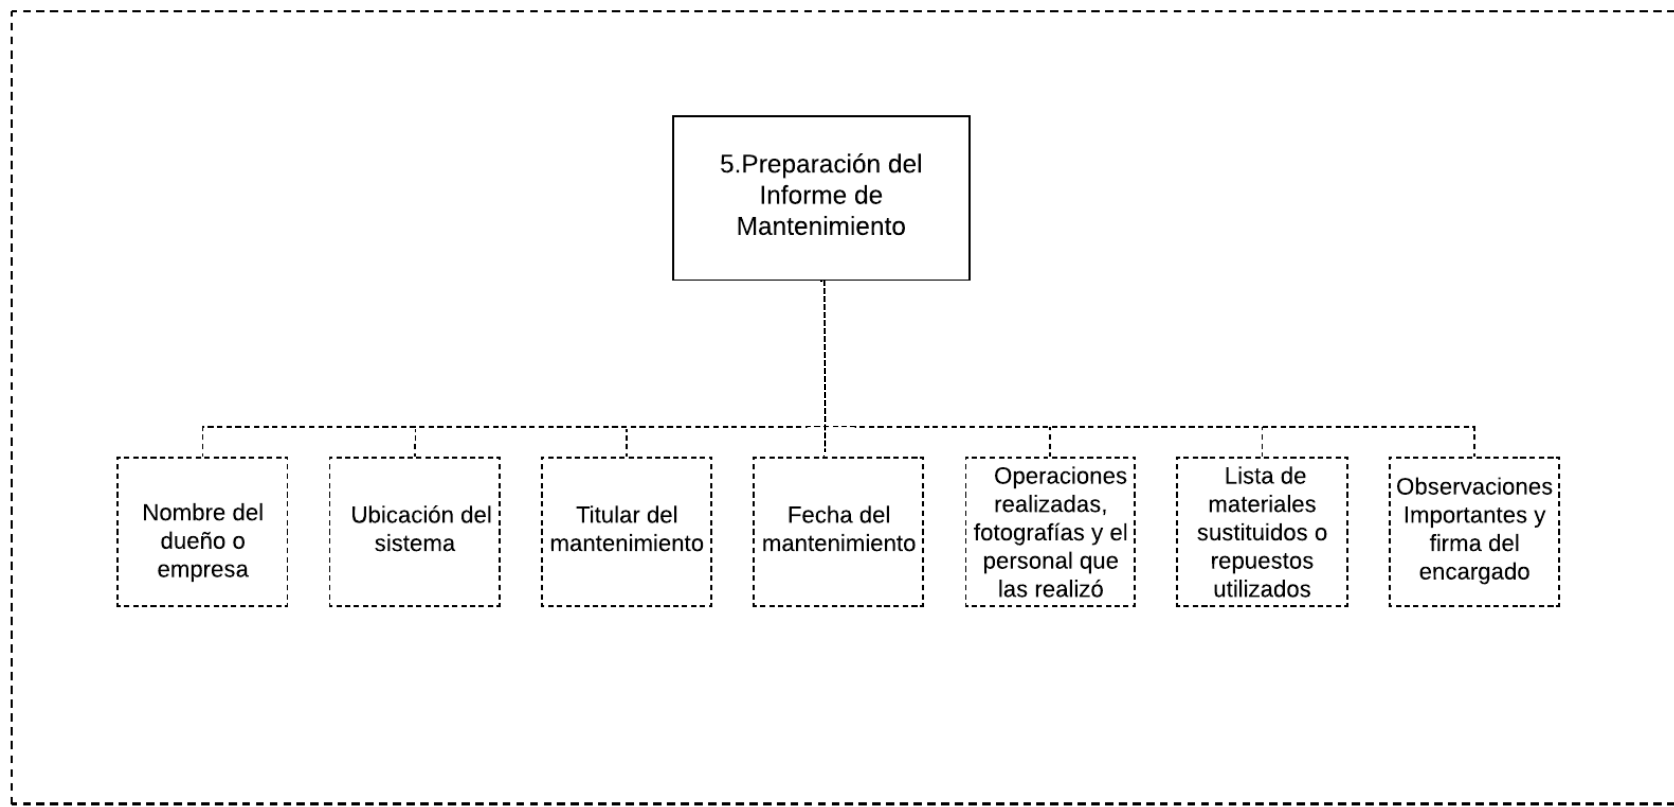 5.Preparación del
Informe de
Mantenimiento
Nombre del
dueño o
empresa
Ubicación del
sistema
Titular del
mantenimiento
Fecha del
mantenimiento
Operaciones
realizadas,
fotografías y el
personal que
las realizó
Lista de
materiales
sustituidos o
repuestos
utilizados
Observaciones
Importantes y
firma del
encargado